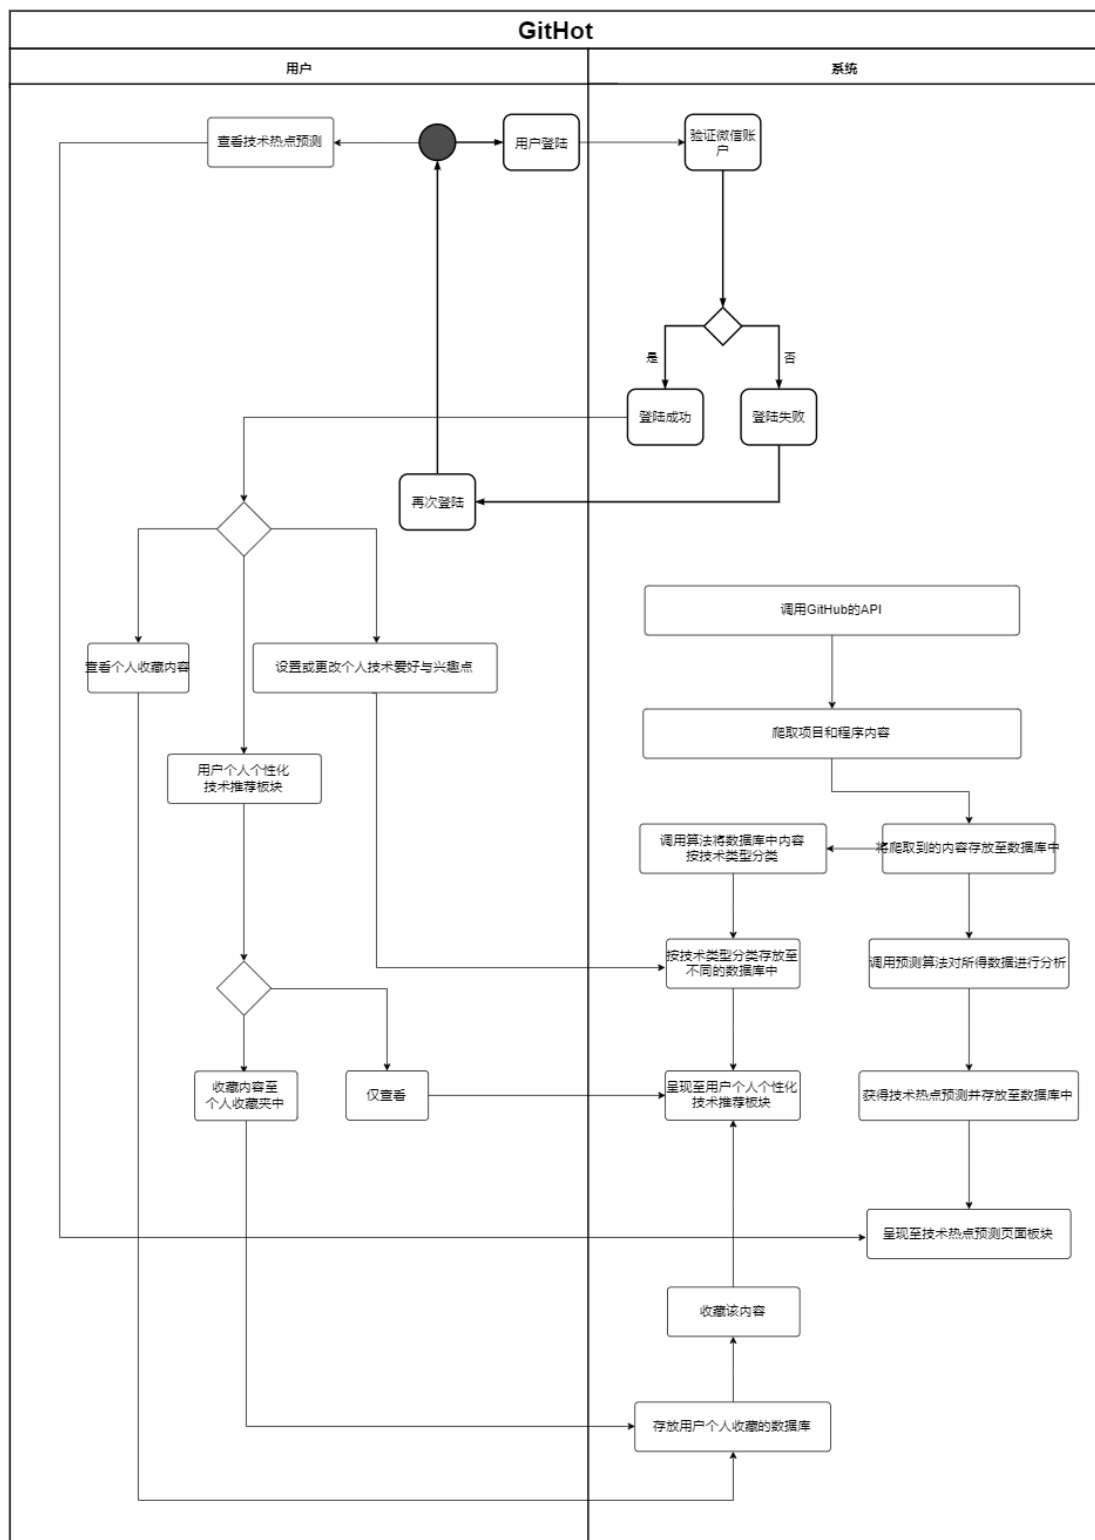 GitHot
用户
系统
查看技术热点预测
用户登陆
验证微信账
户
是
否
登陆成功
登陆失败
再次登陆
调用GitHub的API
查看个人收藏内容
设置或更改个人技术爱好与兴趣点
爬取项目和程序内容
用户个人个性化
技术推荐板块
调用算法将数据库中内容
按技术类型分类
将爬取到的内容存放至数据库中
按技术类型分类存放至
不同的数据库中
调用预测算法对所得数据进行分析
收藏内容至
个人收藏夹中
仅查看
呈现至用户个人个性化
技术推荐板块
获得技术热点预测并存放至数据库中
呈现至技术热点预测页面板块
收藏该内容
存放用户个人收藏的数据库